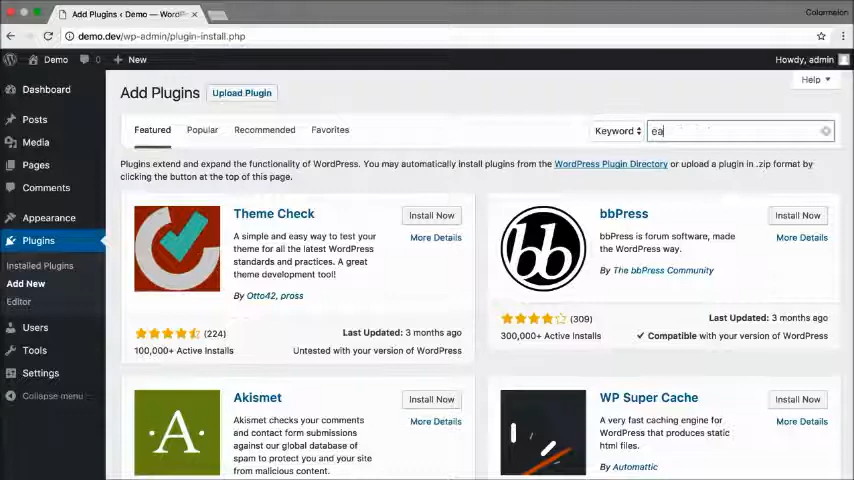 Add Plugins ‹ Demo — WordPr
Colormelon
demo.dev/wp-admin/plugin-install.php
Demo
0
New
Howdy, admin
Dashboard
Posts
Media
Pages
Comments
Appearance
Plugins
Installed Plugins
Add New
Editor
Users
Tools
Settings
Collapse menu
Help
Add Plugins
Upload Plugin
Featured
Popular
Recommended
Favorites
Keyword
ea
Plugins extend and expand the functionality of WordPress. You may automatically install plugins from the WordPress Plugin Directory or upload a plugin in .zip format by
clicking the button at the top of this page.
Theme Check
Install Now
More Details
A simple and easy way to test your
theme for all the latest WordPress
standards and practices. A great
theme development tool!
By Otto42, pross
(224)
100,000+ Active Installs
Last Updated: 3 months ago
Untested with your version of WordPress
bb
bbPress
Install Now
More Details
bbPress is forum software, made
the WordPress way.
By The bbPress Community
(309)
300,000+ Active Installs
Last Updated: 3 months ago
Compatible with your version of WordPress
·A·
Akismet
Install Now
More Details
Akismet checks your comments
and contact form submissions
against our global database of
spam to protect you and your site
from malicious content.
WP Super Cache
Install Now
More Details
A very fast caching engine for
WordPress that produces static
html files.
By Automattic